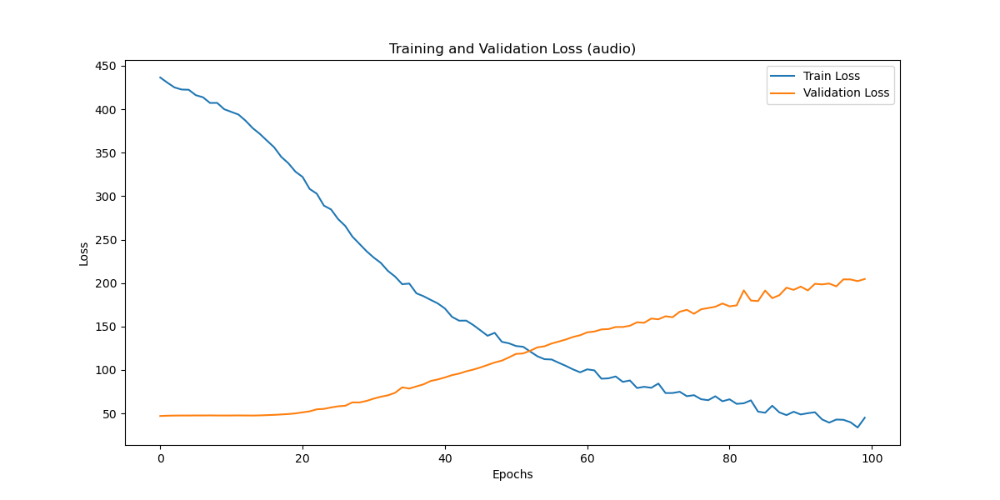 Training and Validation Loss (audio)
Train Loss
Validation Loss
450
400
350
300
250
200
150
100
50
Loss
0 20 40 60 80 100
Epochs